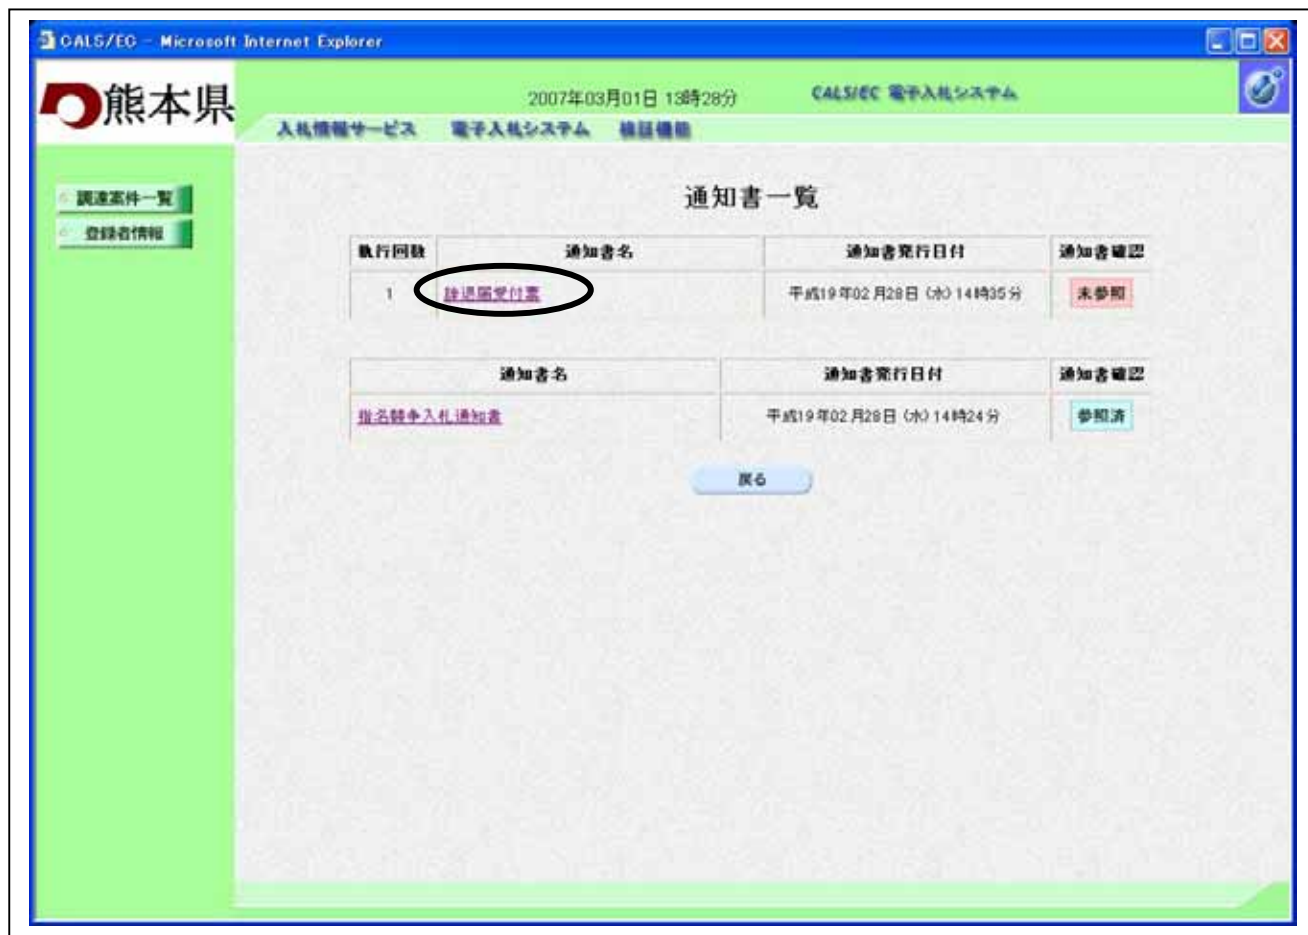 CALS/EC - Microsoft Internet Explorer
熊本県
2007年03月01日 13時28分
CALS/EC 電子入札システム
入札情報サービス 電子入札システム 検証機能
調達案件一覧
登録者情報
通知書一覧
執行回数 通知書名 通知書発行日付 通知書確認
1 辞退届受付票 平成19年02月28日(水)14時35分 未参照
通知書名 通知書発行日付 通知書確認
指名競争入札通知書 平成19年02月28日(水)14時24分 参照済
戻る